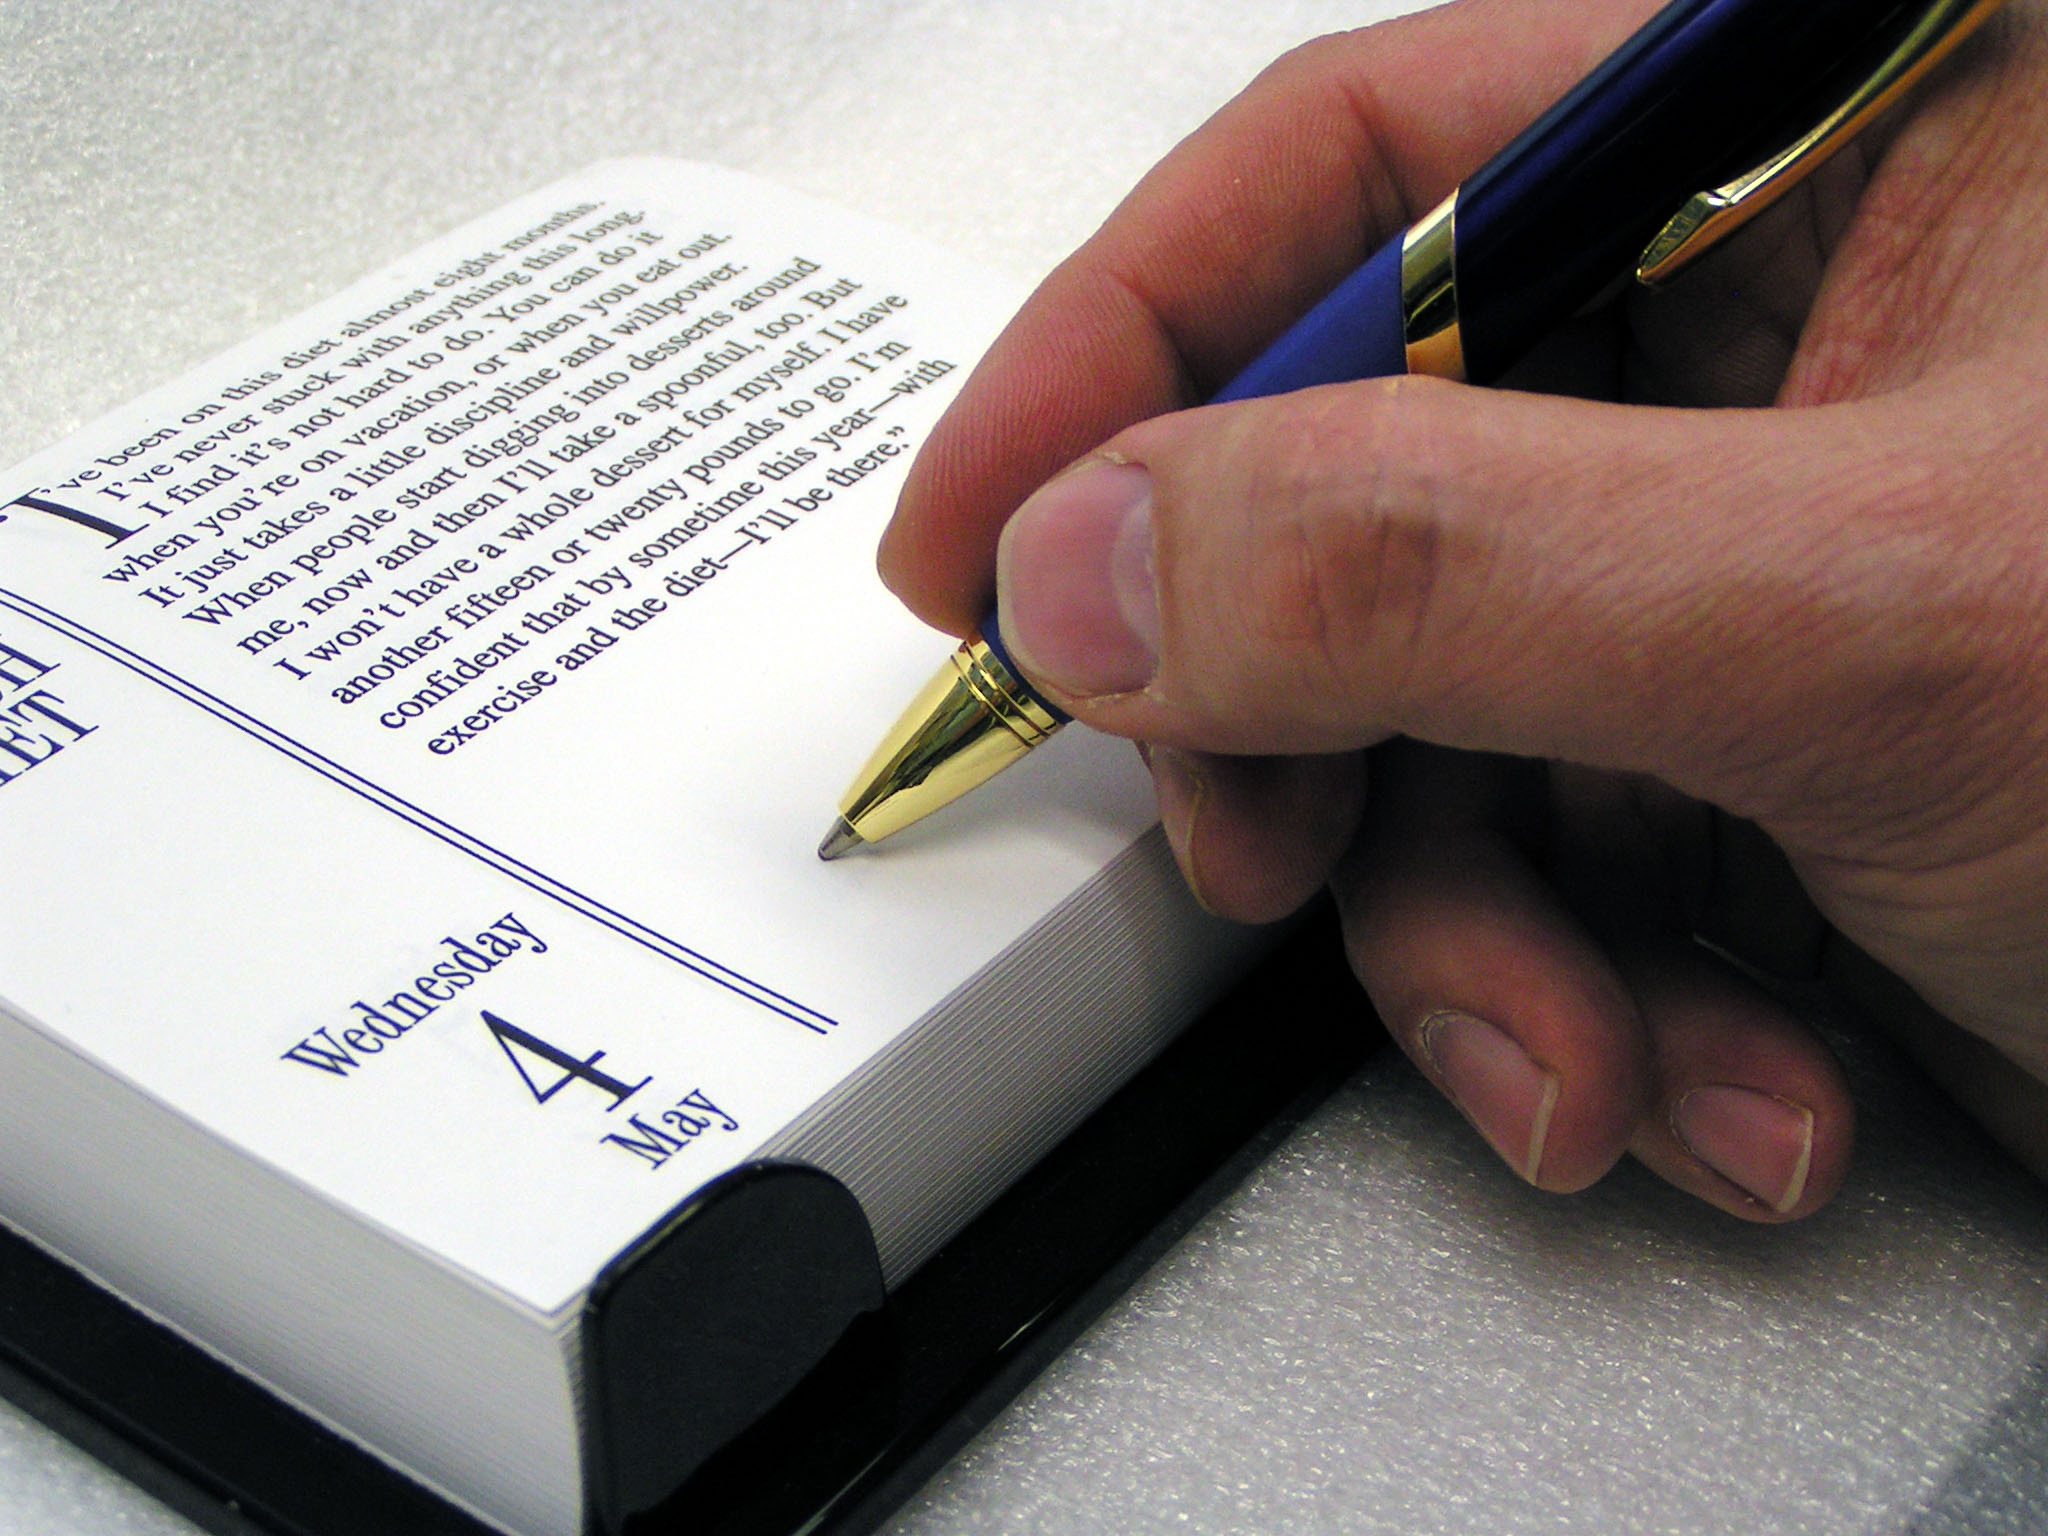 "I've been on this diet almost eight months.
I've never stuck with anything this long.
I find it's not hard to do. You can do it
when you're on vacation, or when you eat out.
It just takes a little discipline and willpower.
When people start digging into desserts around
me, now and then I'll take a spoonful, too. But
I won't have a whole dessert for myself. I have
another fifteen or twenty pounds to go. I'm
confident that by sometime this year—with
exercise and the diet—I'll be there."
Wednesday
4
May